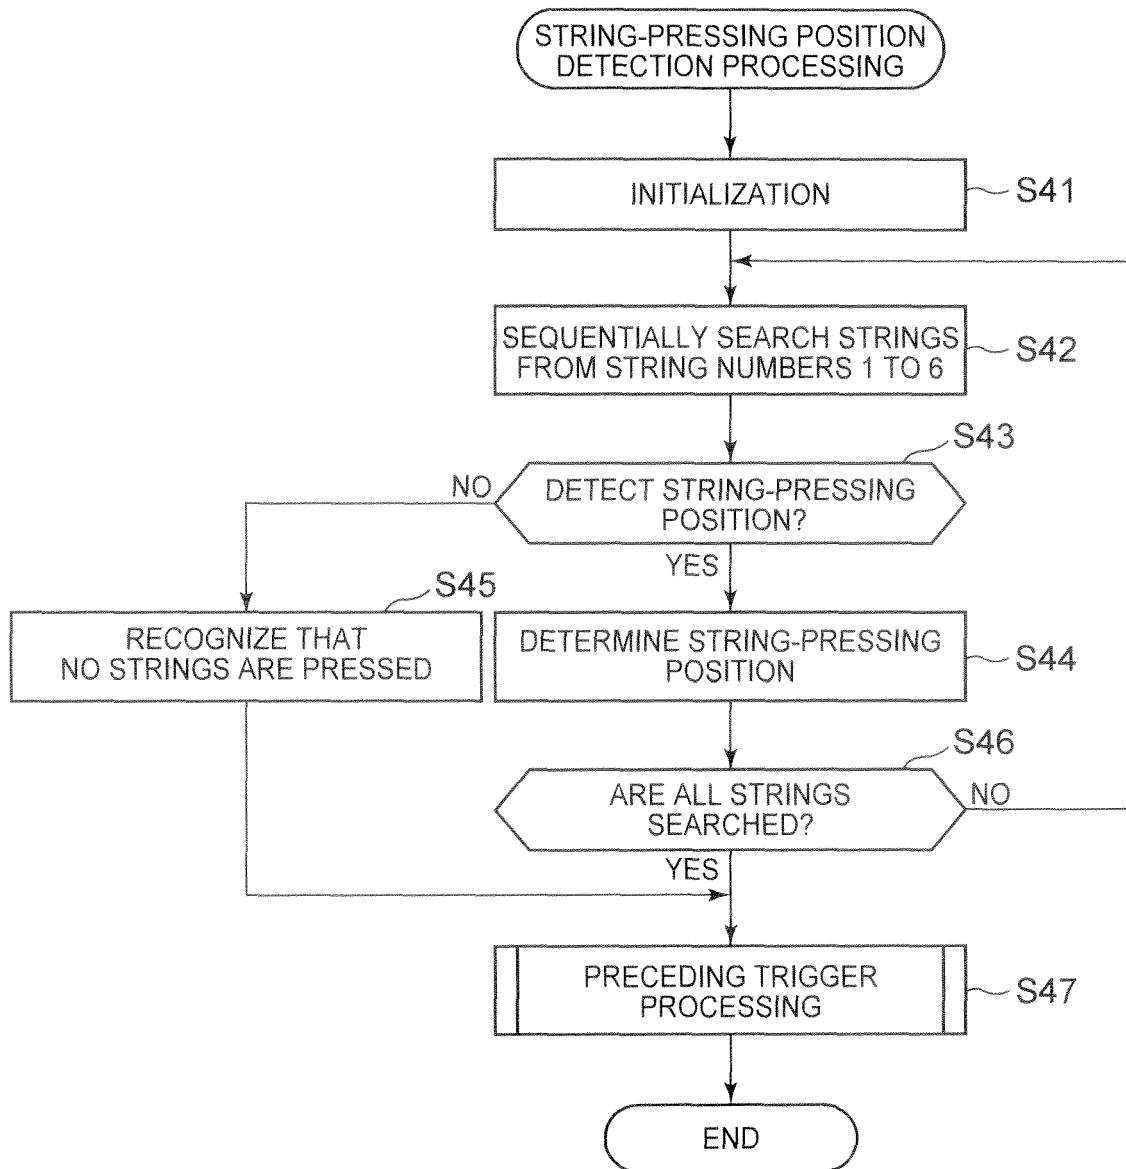 STRING-PRESSING POSITION
DETECTION PROCESSING
INITIALIZATION
S41
SEQUENTIALLY SEARCH STRINGS
FROM STRING NUMBERS 1 TO 6
S42
S43
NO
DETECT STRING-PRESSING
POSITION?
YES
S45
RECOGNIZE THAT
NO STRINGS ARE PRESSED
DETERMINE STRING-PRESSING
POSITION
S44
S46
ARE ALL STRINGS
SEARCHED?
NO
YES
PRECEDING TRIGGER
PROCESSING
S47
END